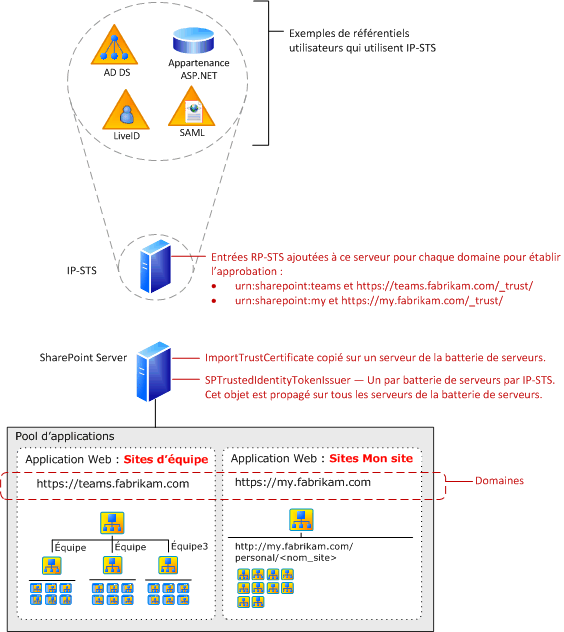 Exemples de référentiels
utilisateurs qui utilisent IP-STS
AD DS
Appartenance
ASP.NET
LiveID
SAML
IP-STS
Entrées RP-STS ajoutées à ce serveur pour chaque domaine pour établir
l'approbation :
• urn:sharepoint:teams et https://teams.fabrikam.com/_trust/
• urn:sharepoint:my et https://my.fabrikam.com/_trust/
SharePoint Server
ImportTrustCertificate copié sur un serveur de la batterie de serveurs.
SPTrustedIdentityTokenIssuer — Un par batterie de serveurs par IP-STS.
Cet objet est propagé sur tous les serveurs de la batterie de serveurs.
Pool d'applications
Application Web : Sites d'équipe
Application Web : Sites Mon site
https://teams.fabrikam.com
https://my.fabrikam.com
Domaines
Équipe
Équipe
Équipe3
http://my.fabrikam.com/
personal/<nom_site>